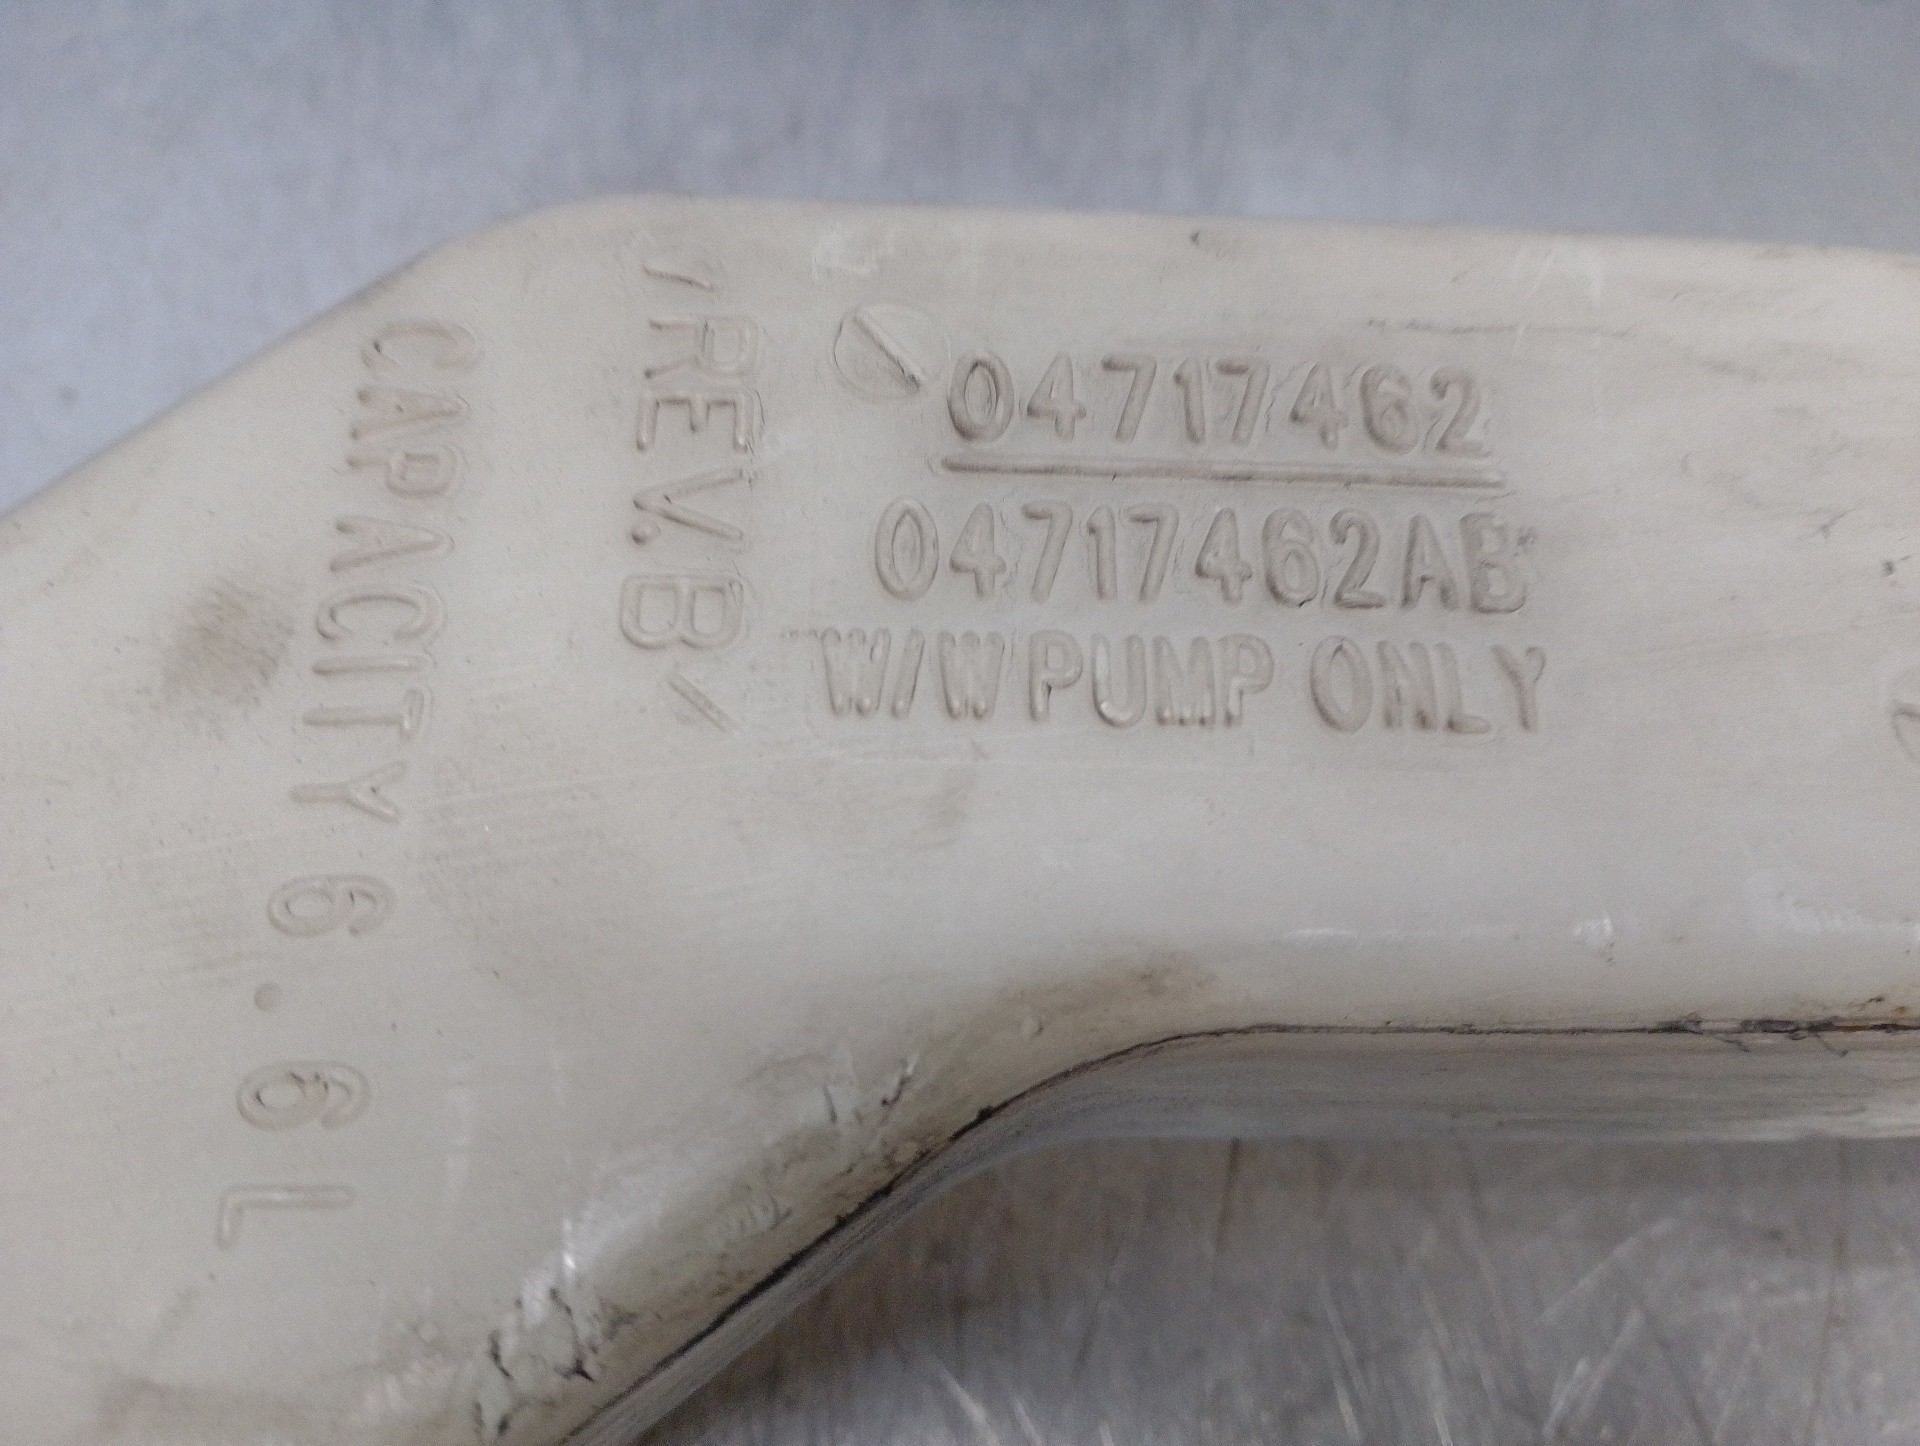 04717462
04717462AB
W/W PUMP ONLY
/REV.B/
CAPACITY 6.6L